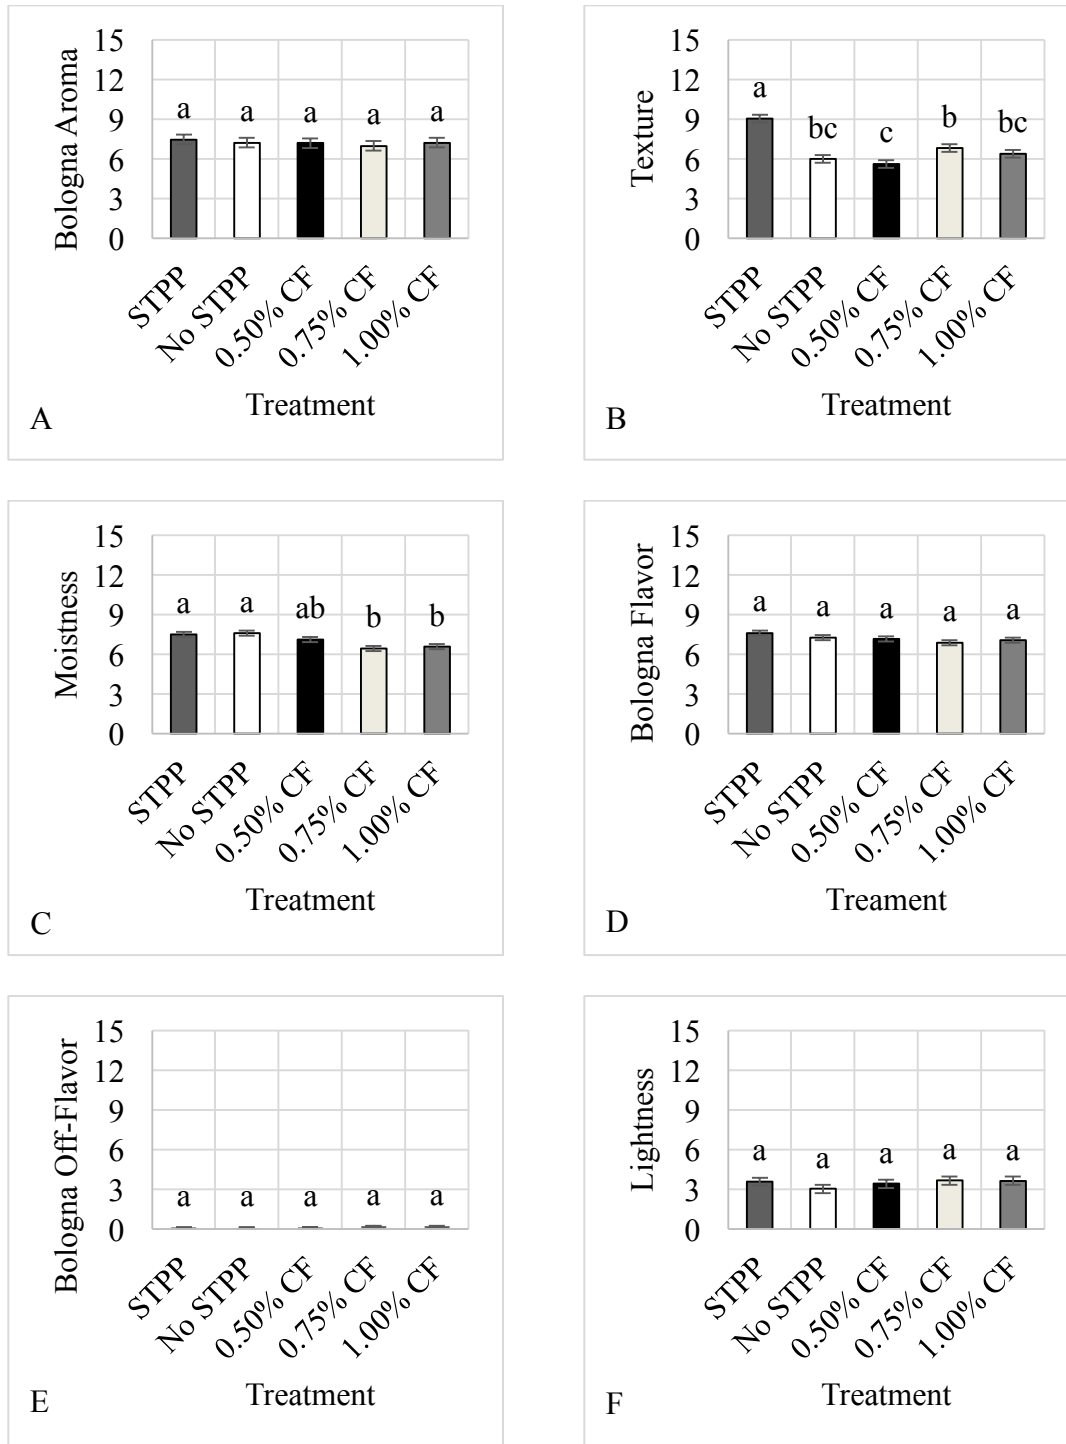 Bologna Aroma
15
12
9
6
3
0
a a a a a
STPP
No STPP
0.50% CF
0.75% CF
1.00% CF
Treatment
A
Texture
15
12
9
6
3
0
a bc c b bc
STPP
No STPP
0.50% CF
0.75% CF
1.00% CF
Treatment
B
Moistness
15
12
9
6
3
0
a a ab b b
STPP
No STPP
0.50% CF
0.75% CF
1.00% CF
Treatment
C
Bologna Flavor
15
12
9
6
3
0
a a a a a
STPP
No STPP
0.50% CF
0.75% CF
1.00% CF
Treament
D
Bologna Off-Flavor
15
12
9
6
3
0
a a a a a
STPP
No STPP
0.50% CF
0.75% CF
1.00% CF
Treatment
E
Lightness
15
12
9
6
3
0
a a a a a
STPP
No STPP
0.50% CF
0.75% CF
1.00% CF
Treatment
F